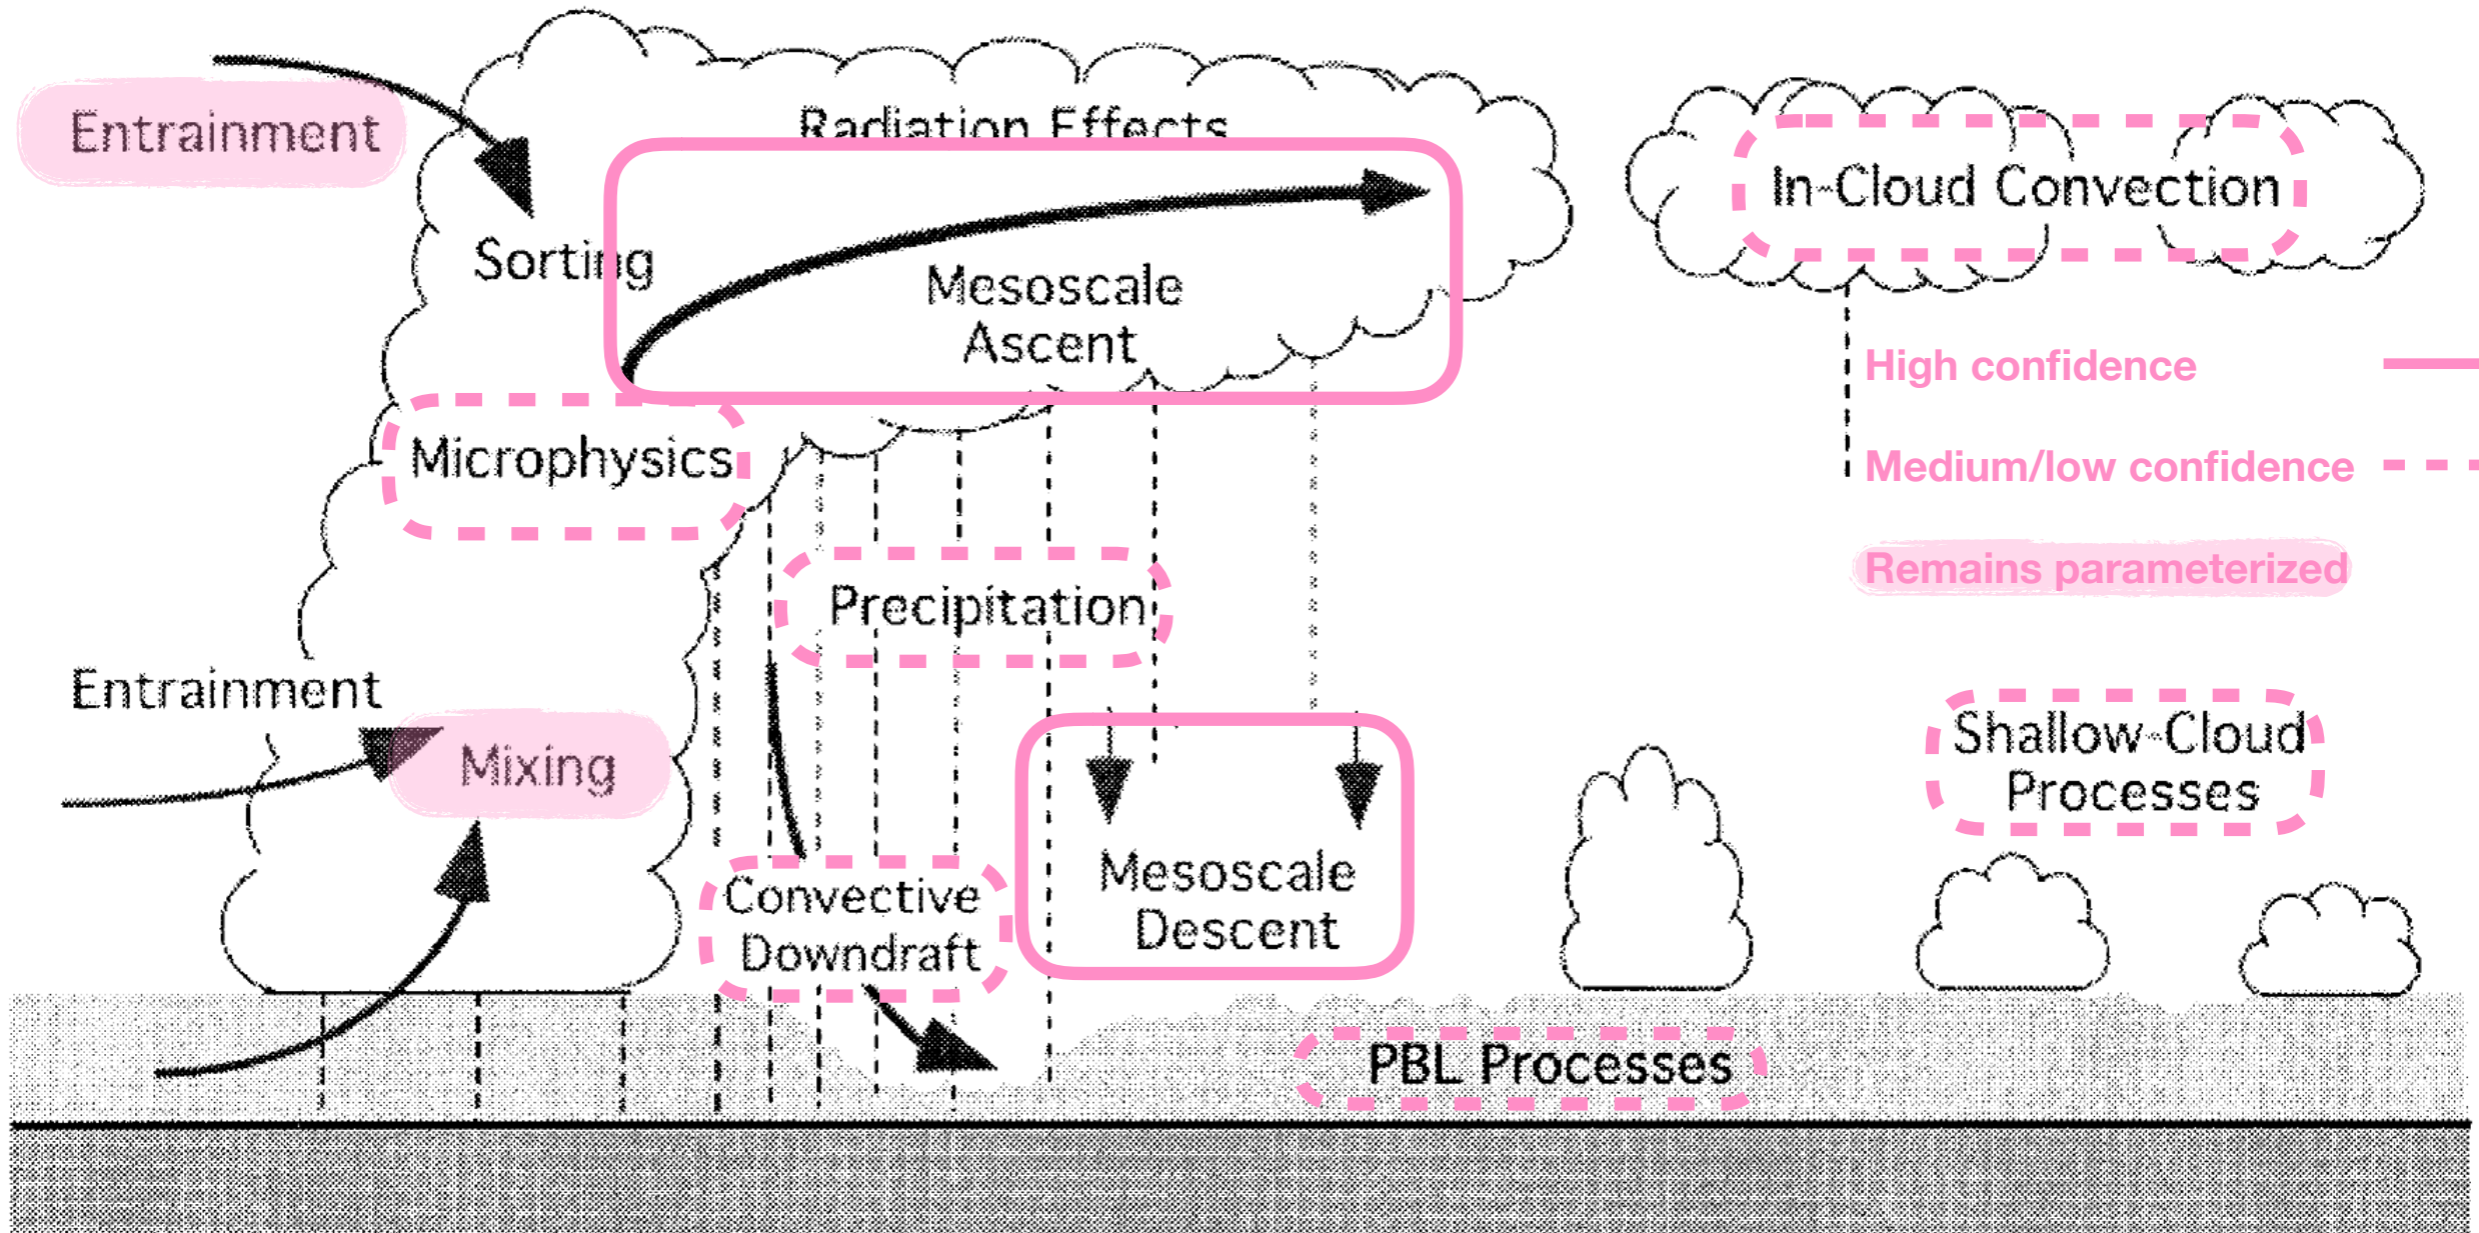 Entrainment
Radiation Effects
In-Cloud Convection
Sorting
Mesoscale
Ascent
High confidence
Microphysics
Medium/low confidence
Remains parameterized
Precipitation
Entrainment
Mixing
Shallow-Cloud
Processes
Convective
Downdraft
Mesoscale
Descent
PBL Processes